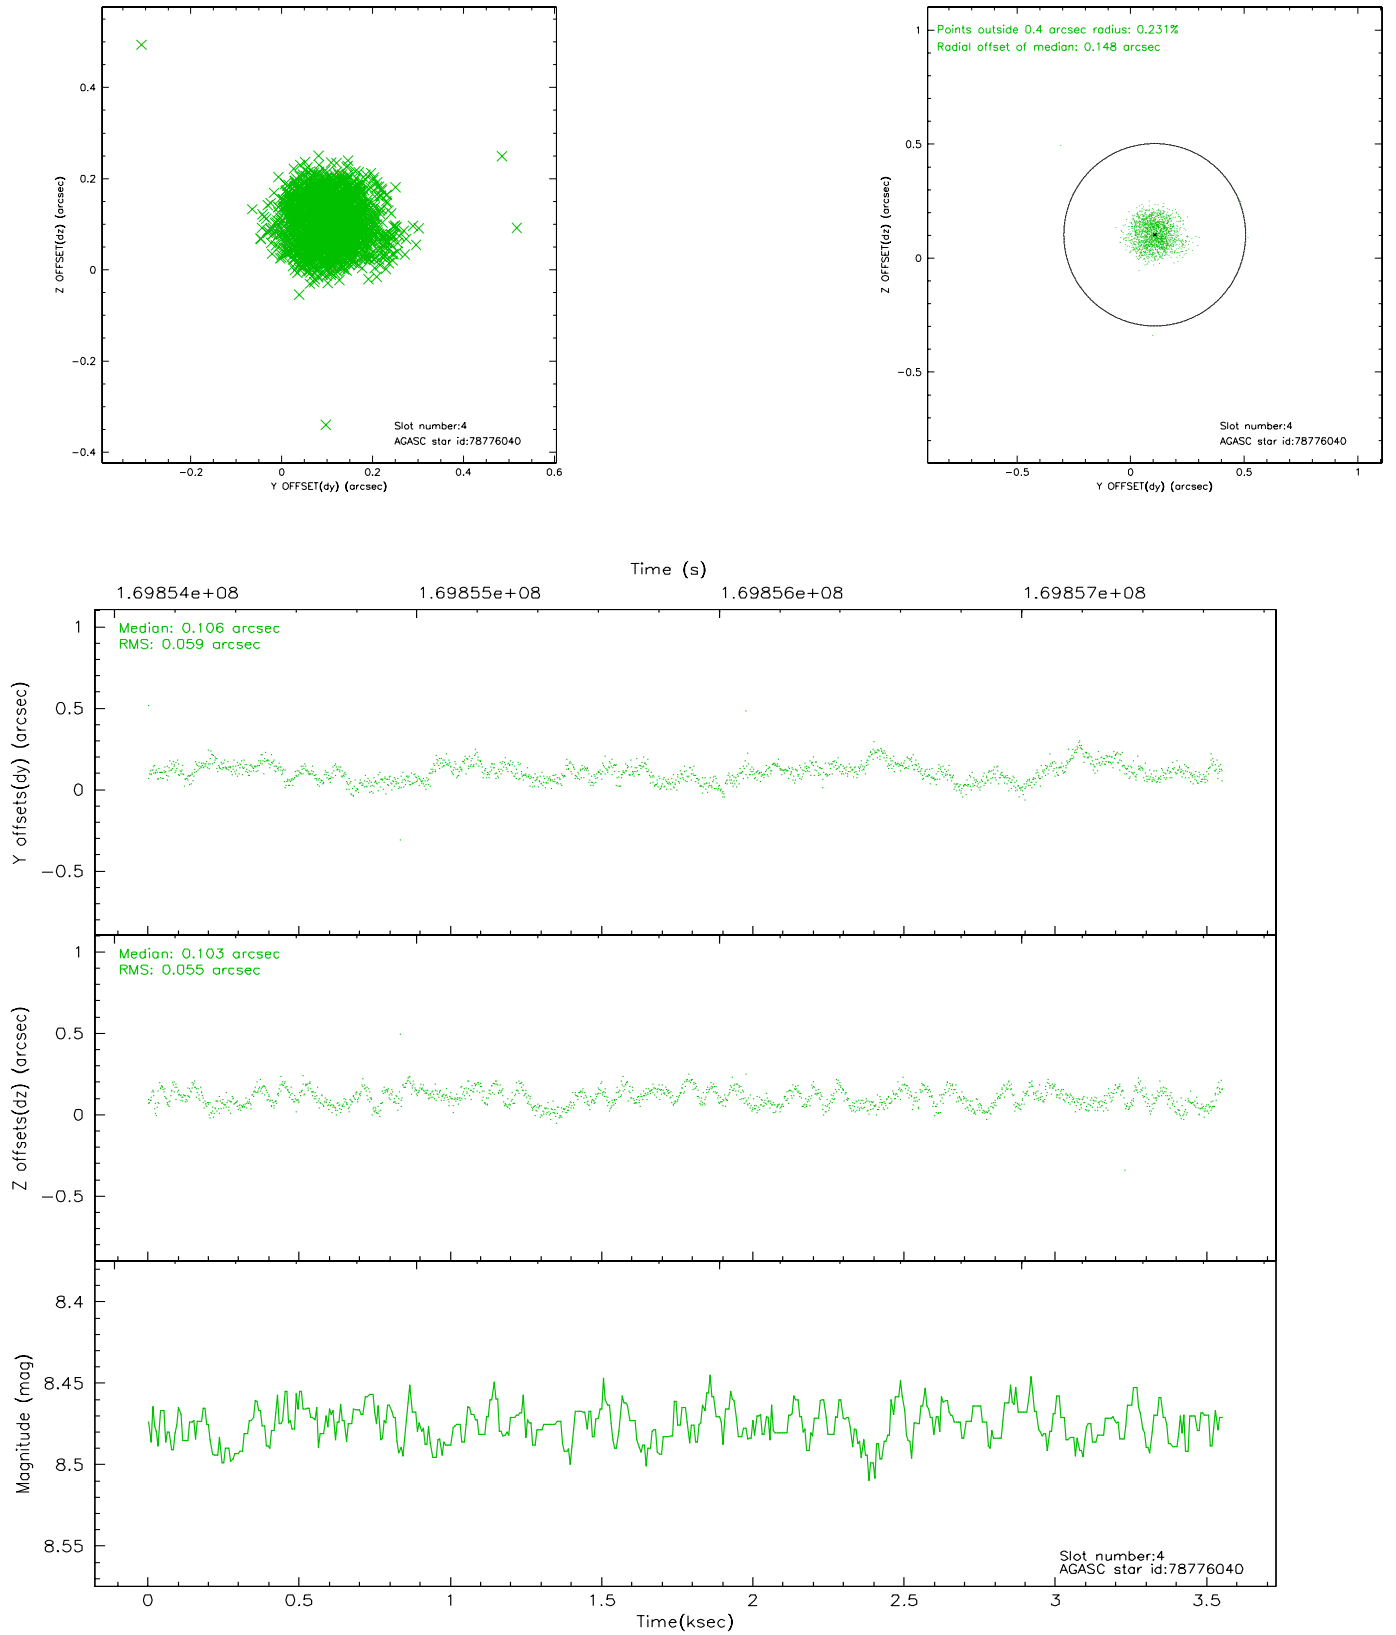 Points outside 0.4 arcsec radius: 0.231%
Radial offset of median: 0.148 arcsec
0.4
0.2
0
−0.2
−0.4
Z OFFSET(dz) (arcsec)
Slot number:4
AGASC star id:78776040
−0.2
0
0.2
0.4
0.6
Y OFFSET(dy) (arcsec)
1
0.5
0
−0.5
Z OFFSET(dz) (arcsec)
Slot number:4
AGASC star id:78776040
−0.5
0
0.5
1
Y OFFSET(dy) (arcsec)
Time (s)
1.69854e+08
1.69855e+08
1.69856e+08
1.69857e+08
Median: 0.106 arcsec
RMS: 0.059 arcsec
1
0.5
0
−0.5
Y offsets(dy) (arcsec)
Median: 0.103 arcsec
RMS: 0.055 arcsec
1
0.5
0
−0.5
Z offsets(dz) (arcsec)
8.4
8.45
8.5
8.55
Magnitude (mag)
Slot number:4
AGASC star id:78776040
0
0.5
1
1.5
2
2.5
3
3.5
Time(ksec)